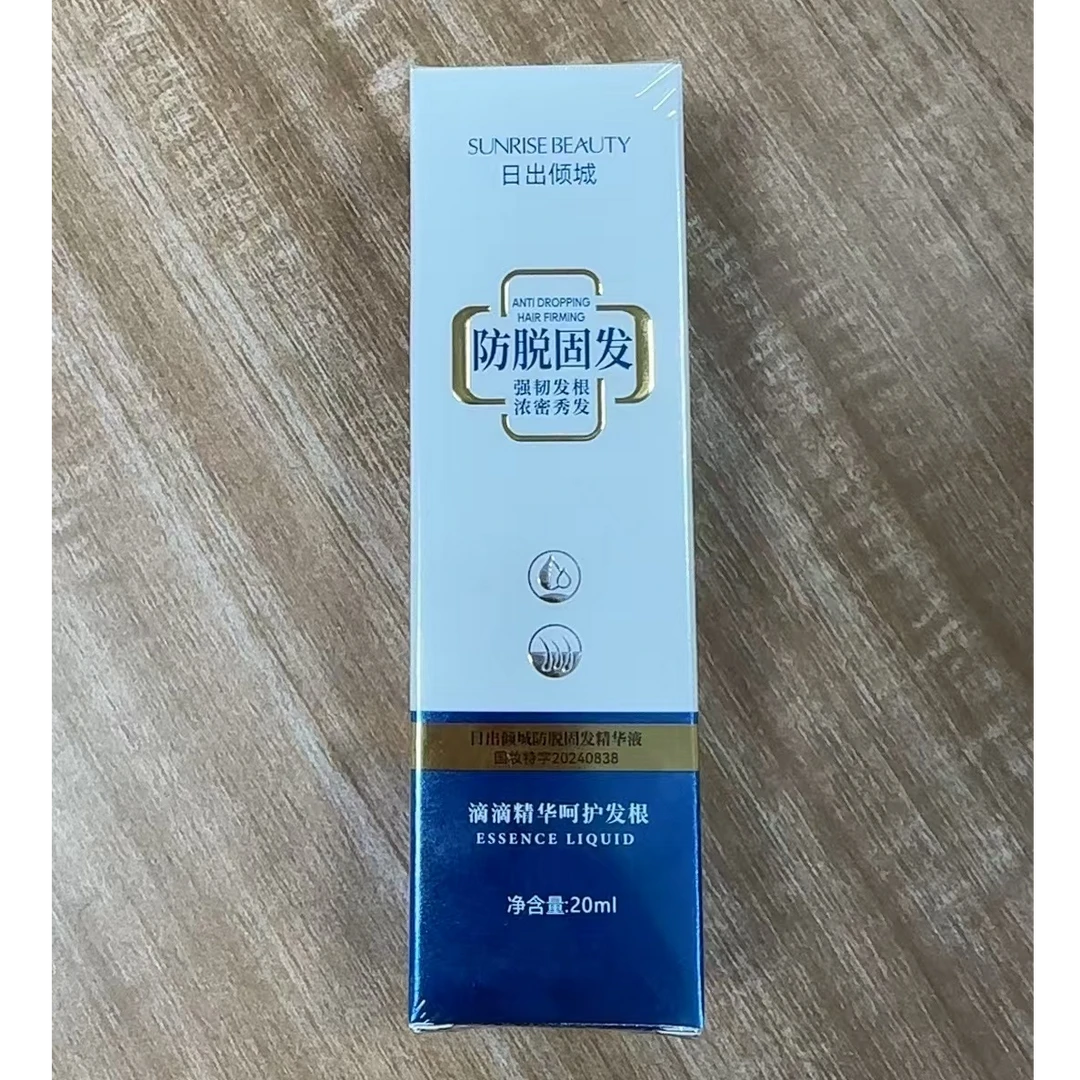 SUNRISE BEAUTY
日出倾城
ANTI DROPPING
HAIR FIRMING
防脱固发
强韧发根
浓密秀发
日出倾城防脱固发精华液
国妆特字20240838
滴滴精华呵护发根
ESSENCE LIQUID
净含量:20ml